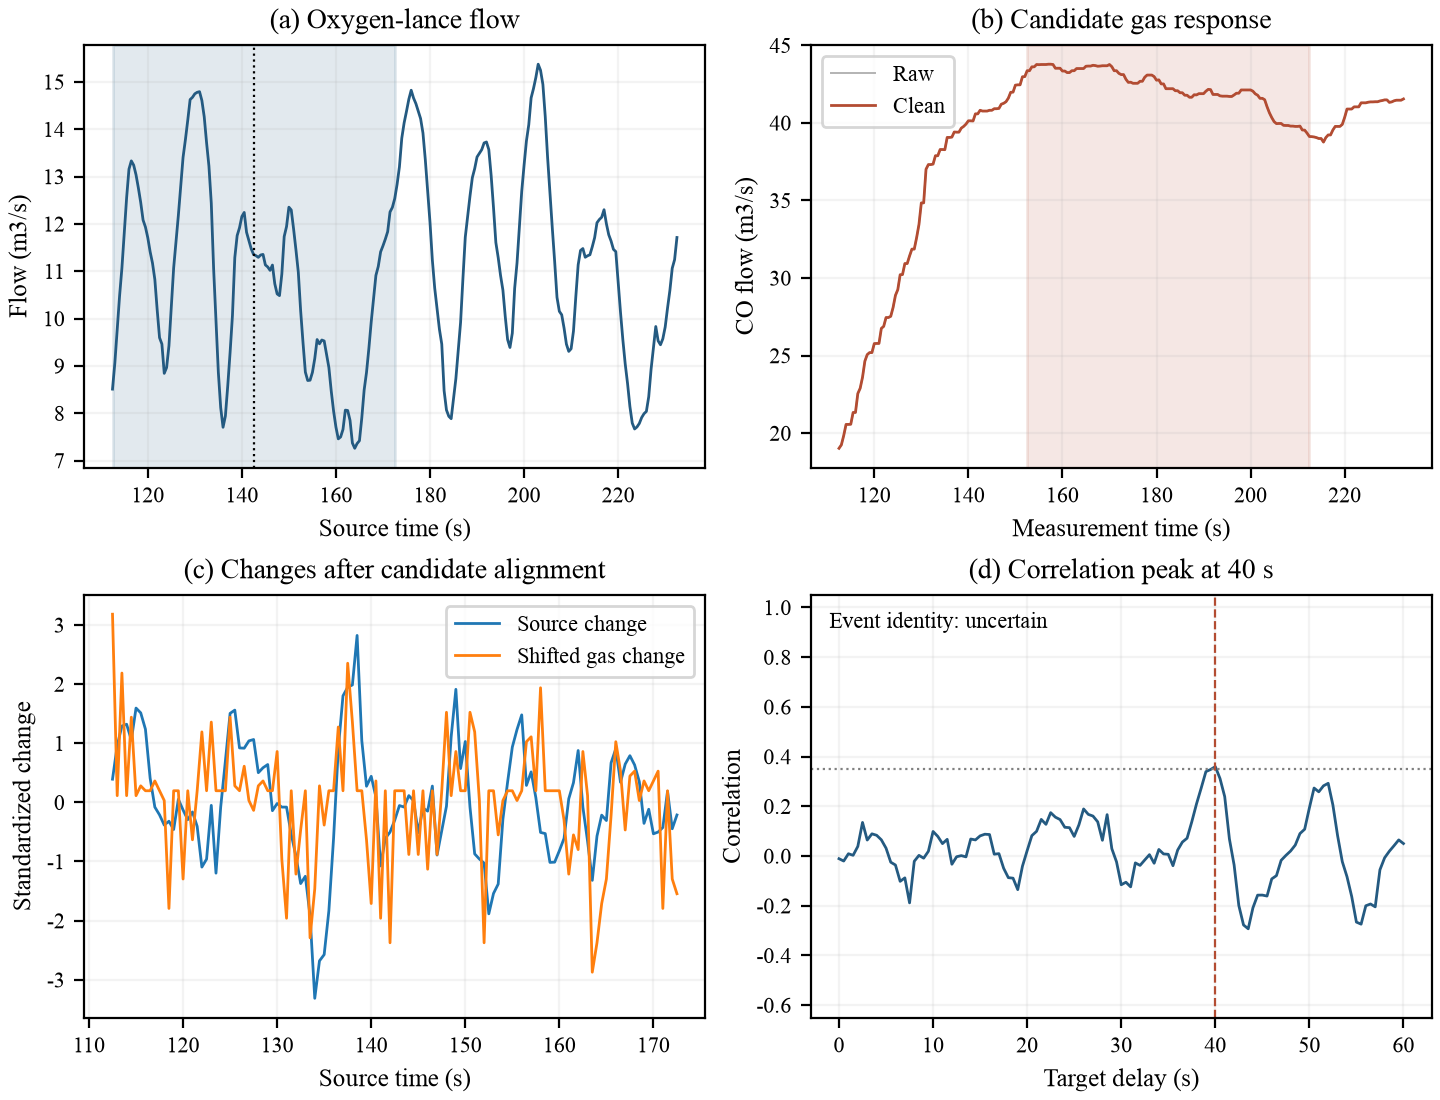 (a) Oxygen-lance flow
Flow (m3/s)
15
14
13
12
11
10
9
8
7
120 140 160 180 200 220
Source time (s)
(b) Candidate gas response
CO flow (m3/s)
45
40
35
30
25
20
Raw
Clean
120 140 160 180 200 220
Measurement time (s)
(c) Changes after candidate alignment
Standardized change
3
2
1
0
-1
-2
-3
Source change
Shifted gas change
110 120 130 140 150 160 170
Source time (s)
(d) Correlation peak at 40 s
Correlation
1.0
0.8
0.6
0.4
0.2
0.0
-0.2
-0.4
-0.6
Event identity: uncertain
0 10 20 30 40 50 60
Target delay (s)